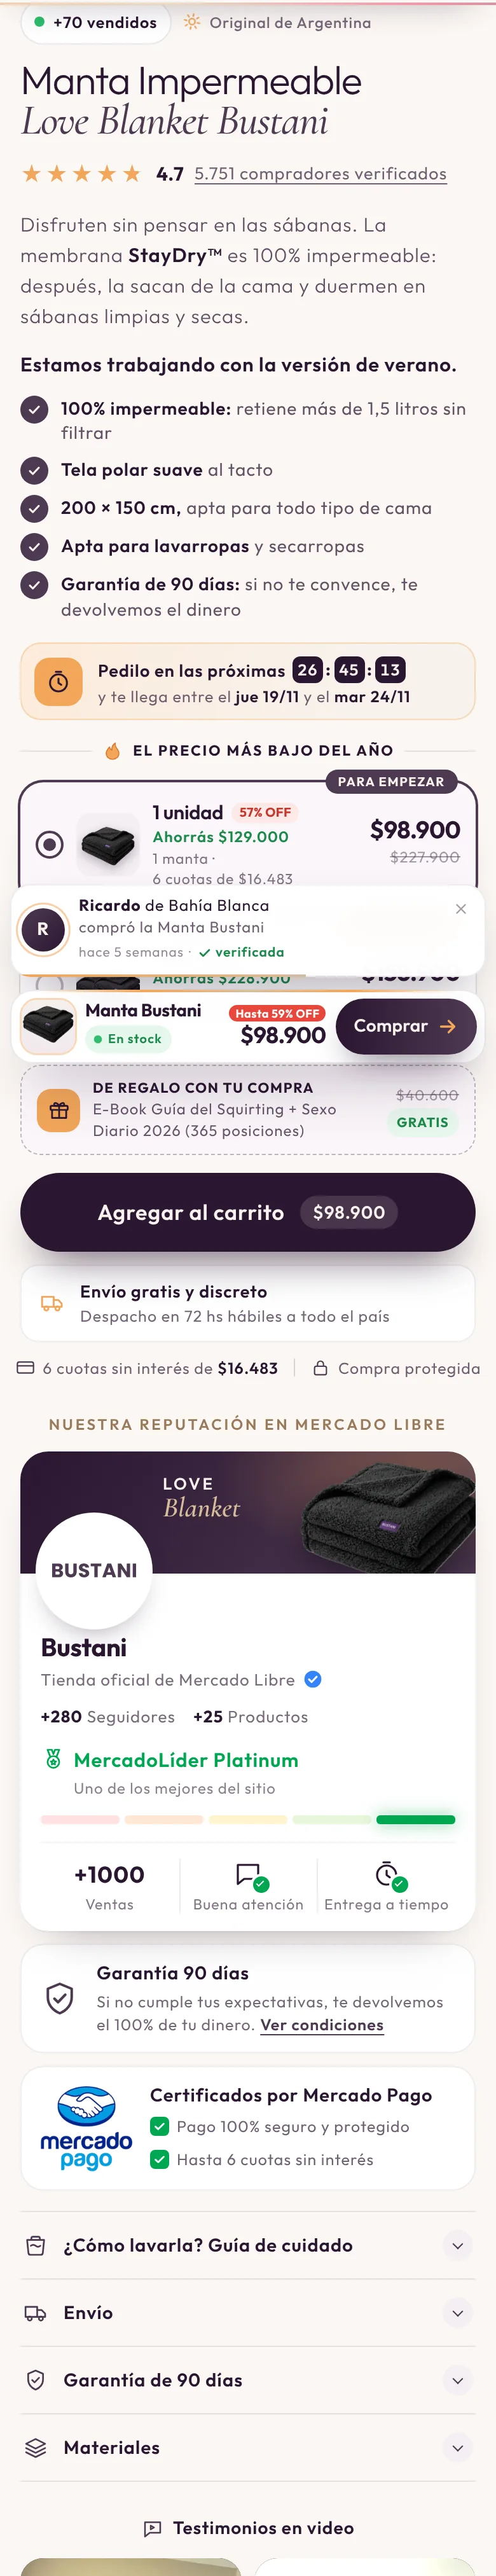 +70 vendidos
Original de Argentina
Manta Impermeable
Love Blanket Bustani
4.7 5.751 compradores verificados
Disfruten sin pensar en las sábanas. La
membrana StayDry™ es 100% impermeable:
después, la sacan de la cama y duermen en
sábanas limpias y secas.
Estamos trabajando con la versión de verano.
100% impermeable: retiene más de 1,5 litros sin
filtrar
Tela polar suave al tacto
200 × 150 cm, apta para todo tipo de cama
Apta para lavarropas y secarropas
Garantía de 90 días: si no te convence, te
devolvemos el dinero
Pedilo en las próximas 26 : 45 : 13
y te llega entre el jue 19/11 y el mar 24/11
EL PRECIO MÁS BAJO DEL AÑO
PARA EMPEZAR
1 unidad 57% OFF
Ahorrás $129.000
1 manta ·
6 cuotas de $16.483
$98.900
$227.900
R
Ricardo de Bahía Blanca
compró la Manta Bustani
hace 5 semanas · verificada
Ahorrás $228.900
Manta Bustani
En stock
Hasta 59% OFF
$98.900
Comprar
DE REGALO CON TU COMPRA
E-Book Guía del Squirting + Sexo
Diario 2026 (365 posiciones)
$40.600
GRATIS
Agregar al carrito $98.900
Envío gratis y discreto
Despacho en 72 hs hábiles a todo el país
6 cuotas sin interés de $16.483
Compra protegida
NUESTRA REPUTACIÓN EN MERCADO LIBRE
LOVE
Blanket
BUSTANI
Bustani
Tienda oficial de Mercado Libre
+280 Seguidores +25 Productos
MercadoLíder Platinum
Uno de los mejores del sitio
+1000
Ventas
Buena atención
Entrega a tiempo
Garantía 90 días
Si no cumple tus expectativas, te devolvemos
el 100% de tu dinero. Ver condiciones
mercado
pago
Certificados por Mercado Pago
Pago 100% seguro y protegido
Hasta 6 cuotas sin interés
¿Cómo lavarla? Guía de cuidado
Envío
Garantía de 90 días
Materiales
Testimonios en video